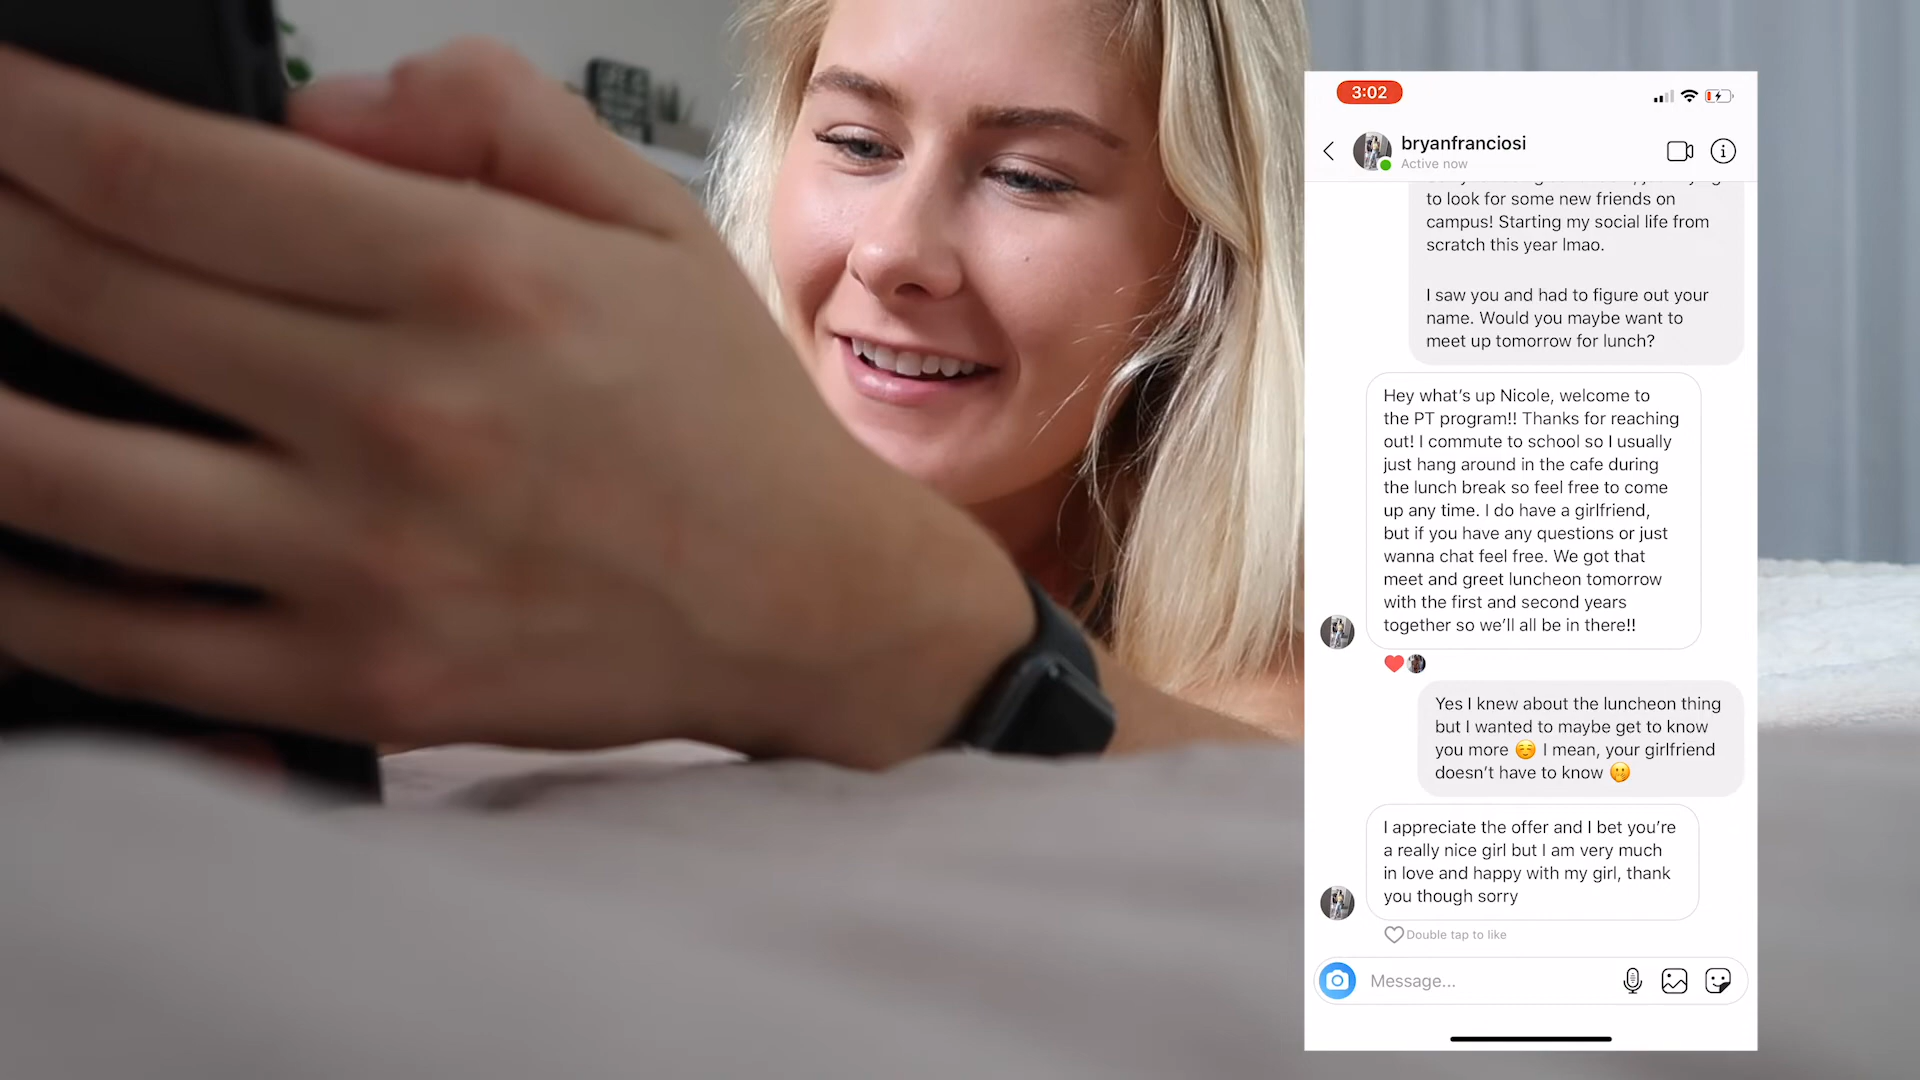 3:02
bryanfranciosi
Active now
to look for some new friends on
campus! Starting my social life from
scratch this year lmao.
I saw you and had to figure out your
name. Would you maybe want to
meet up tomorrow for lunch?
Hey what's up Nicole, welcome to
the PT program!! Thanks for reaching
out! I commute to school so I usually
just hang around in the cafe during
the lunch break so feel free to come
up any time. I do have a girlfriend,
but if you have any questions or just
wanna chat feel free. We got that
meet and greet luncheon tomorrow
with the first and second years
together so we'll all be in there!!
Yes I knew about the luncheon thing
but I wanted to maybe get to know
you more ☺️ I mean, your girlfriend
doesn't have to know 🤭
I appreciate the offer and I bet you're
a really nice girl but I am very much
in love and happy with my girl, thank
you though sorry
Double tap to like
Message...